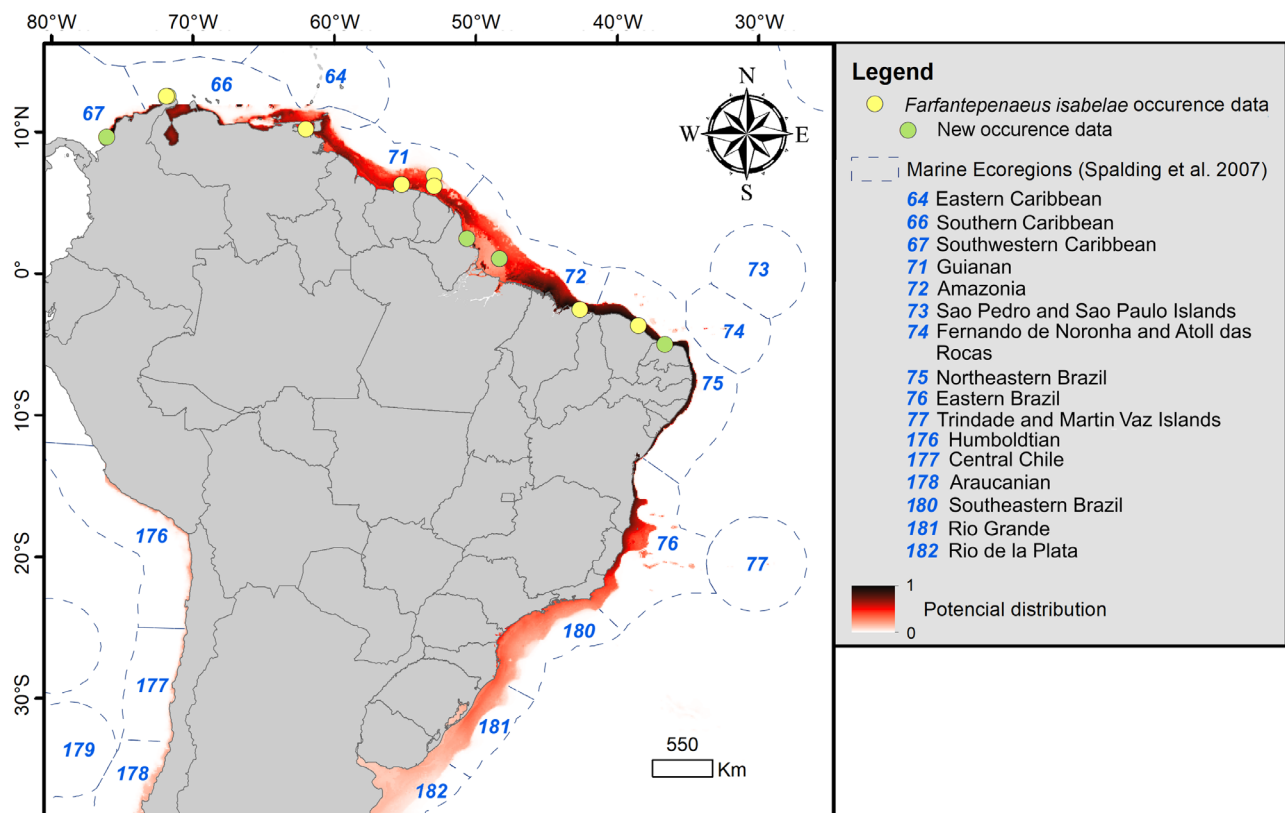 80°W 70°W 60°W 50°W 40°W 30°W
10°N
0°
10°S
20°S
30°S
67
66
64
71
72
73
74
75
76
77
176
177
178
179
180
181
182
N
W E
S
550
Km
Legend
Farfantepenaeus isabelae occurence data
New occurence data
Marine Ecoregions (Spalding et al. 2007)
64 Eastern Caribbean
66 Southern Caribbean
67 Southwestern Caribbean
71 Guianan
72 Amazonia
73 Sao Pedro and Sao Paulo Islands
74 Fernando de Noronha and Atoll das
Rocas
75 Northeastern Brazil
76 Eastern Brazil
77 Trindade and Martin Vaz Islands
176 Humboldtian
177 Central Chile
178 Araucanian
180 Southeastern Brazil
181 Rio Grande
182 Rio de la Plata
1
Potencial distribution
0